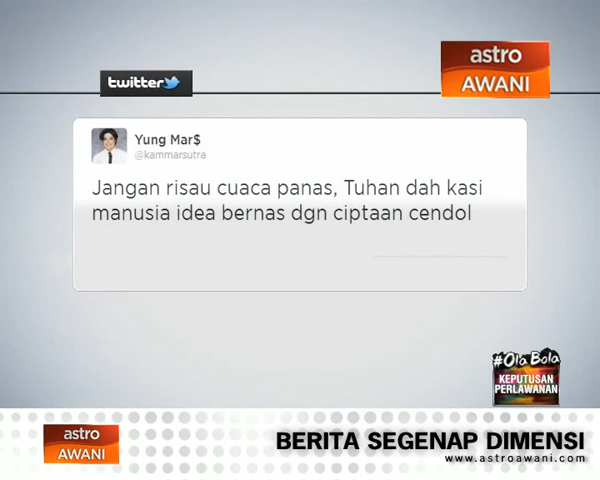 astro
AWANI
twitter
Yung Mar$
@kammarsutra
Jangan risau cuaca panas, Tuhan dah kasi
manusia idea bernas dgn ciptaan cendol
#Ola Bola
KEPUTUSAN
PERLAWANAN
astro
AWANI
BERITA SEGENAP DIMENSI
www.astroawani.com